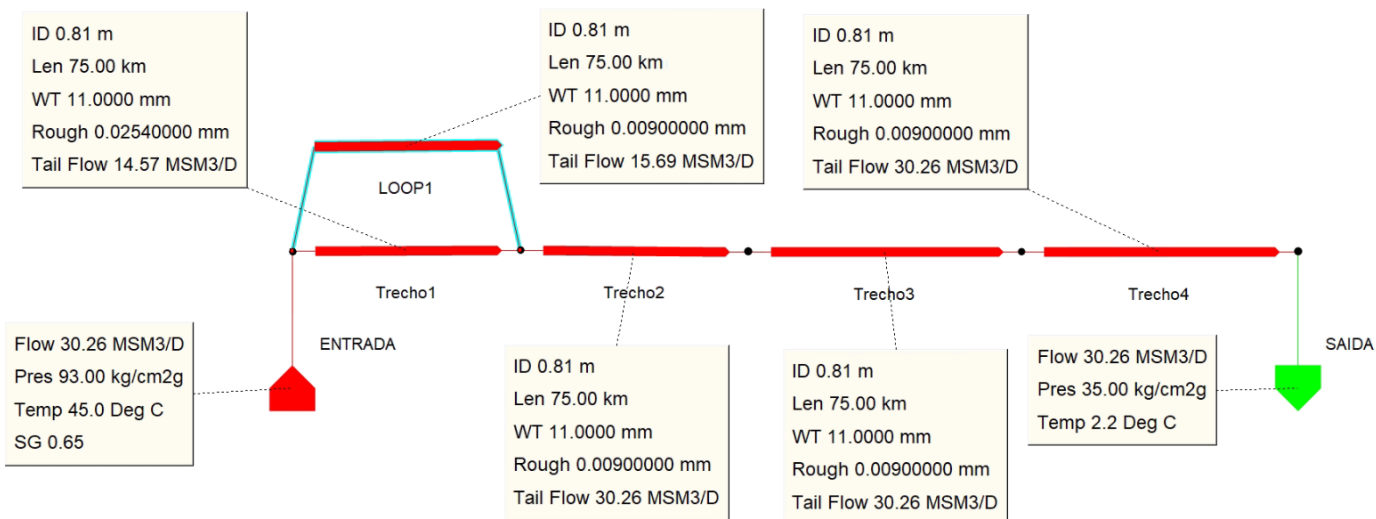 ID 0.81 m
Len 75.00 km
WT 11.0000 mm
Rough 0.02540000 mm
Tail Flow 14.57 MSM3/D
ID 0.81 m
Len 75.00 km
WT 11.0000 mm
Rough 0.00900000 mm
Tail Flow 15.69 MSM3/D
ID 0.81 m
Len 75.00 km
WT 11.0000 mm
Rough 0.00900000 mm
Tail Flow 30.26 MSM3/D
LOOP1
Trecho1
Trecho2
Trecho3
Trecho4
ENTRADA
SAIDA
Flow 30.26 MSM3/D
Pres 93.00 kg/cm2g
Temp 45.0 Deg C
SG 0.65
ID 0.81 m
Len 75.00 km
WT 11.0000 mm
Rough 0.00900000 mm
Tail Flow 30.26 MSM3/D
ID 0.81 m
Len 75.00 km
WT 11.0000 mm
Rough 0.00900000 mm
Tail Flow 30.26 MSM3/D
Flow 30.26 MSM3/D
Pres 35.00 kg/cm2g
Temp 2.2 Deg C